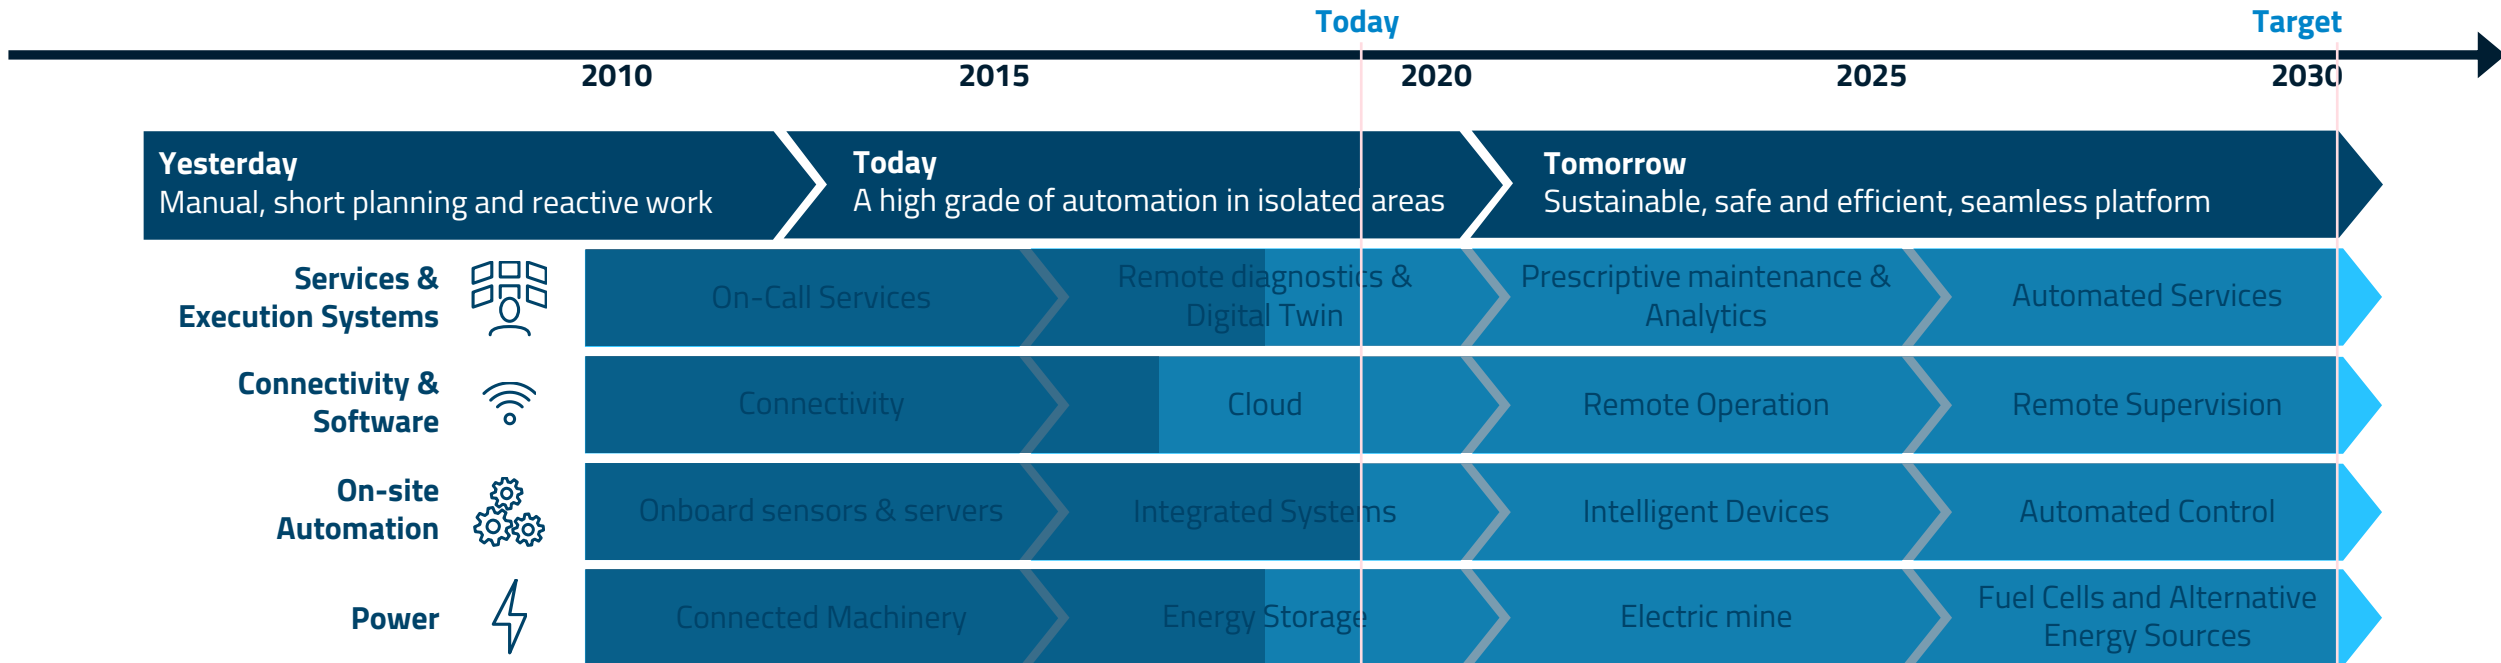 Today
Target
2010
2015
2020
2025
2030
Yesterday
Manual, short planning and reactive work
Today
A high grade of automation in isolated areas
Tomorrow
Sustainable, safe and efficient, seamless platform
Services &
Execution Systems
On-Call Services
Remote diagnostics &
Digital Twin
Prescriptive maintenance &
Analytics
Automated Services
Connectivity &
Software
Connectivity
Cloud
Remote Operation
Remote Supervision
On-site
Automation
Onboard sensors & servers
Integrated Systems
Intelligent Devices
Automated Control
Power
Connected Machinery
Energy Storage
Electric mine
Fuel Cells and Alternative
Energy Sources